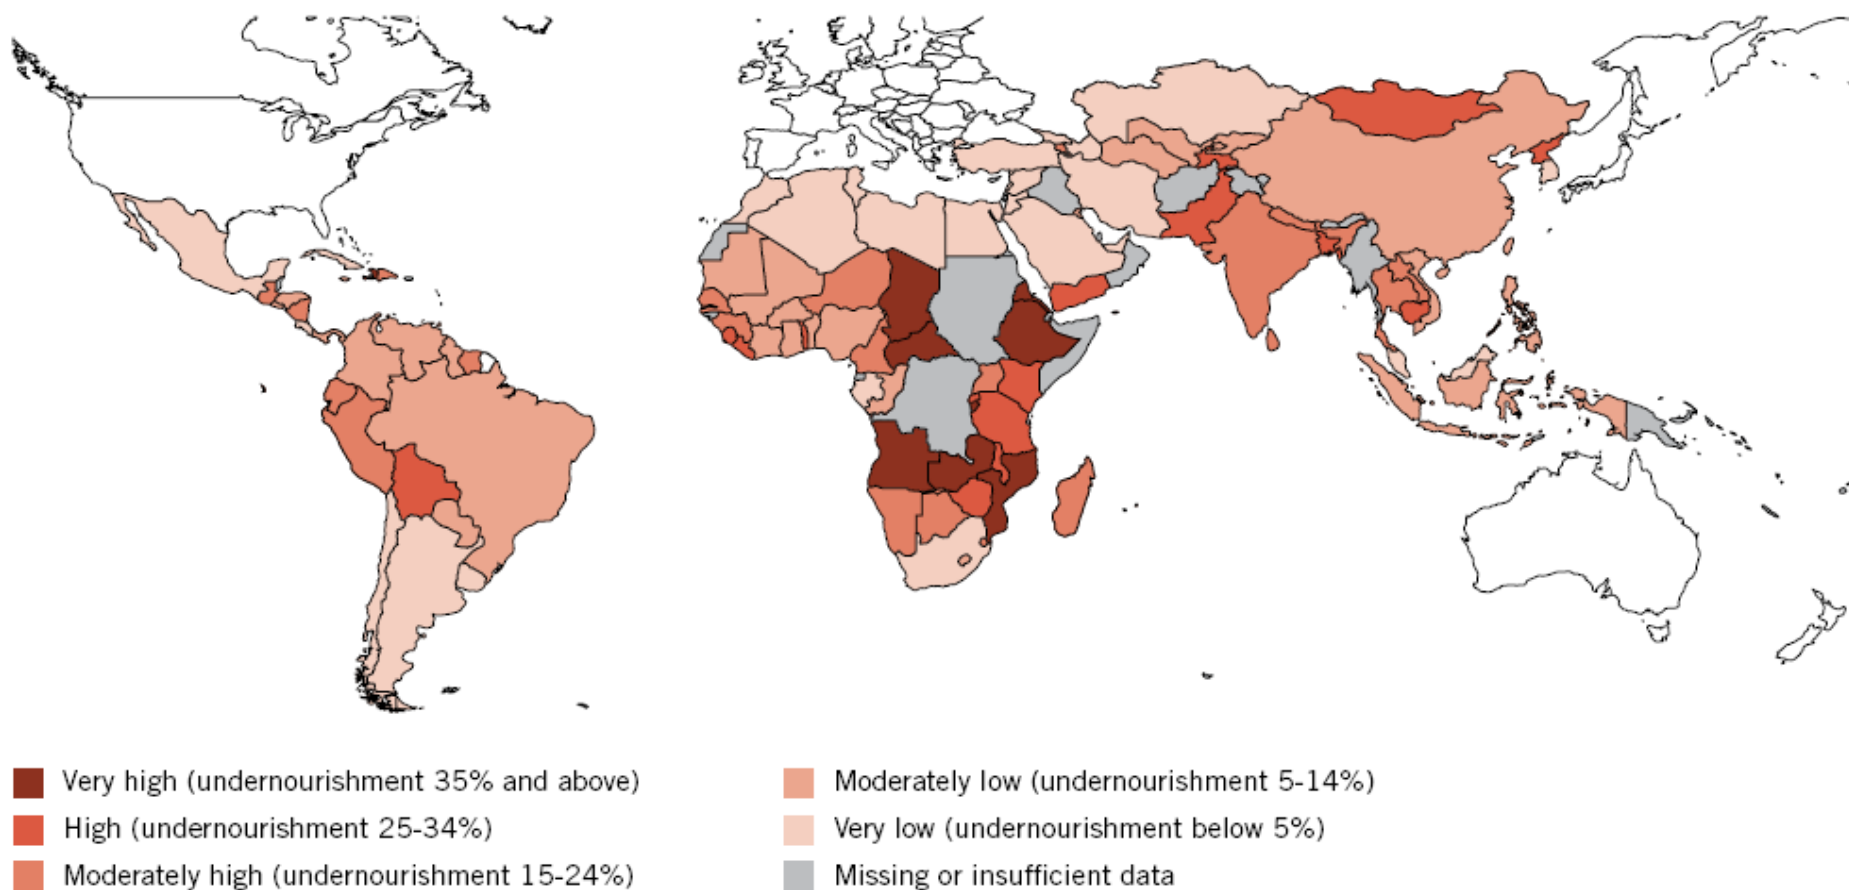 Very high (undernourishment 35% and above)
High (undernourishment 25-34%)
Moderately high (undernourishment 15-24%)
Moderately low (undernourishment 5-14%)
Very low (undernourishment below 5%)
Missing or insufficient data